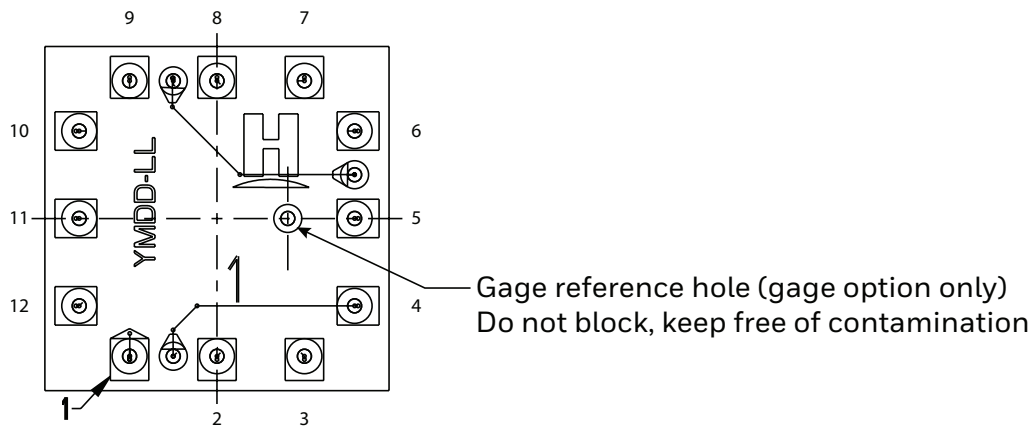 9 8 7
10 6
YMDD-LL
H
11 5
1
Gage reference hole (gage option only)
Do not block, keep free of contamination
12 4
1
2 3